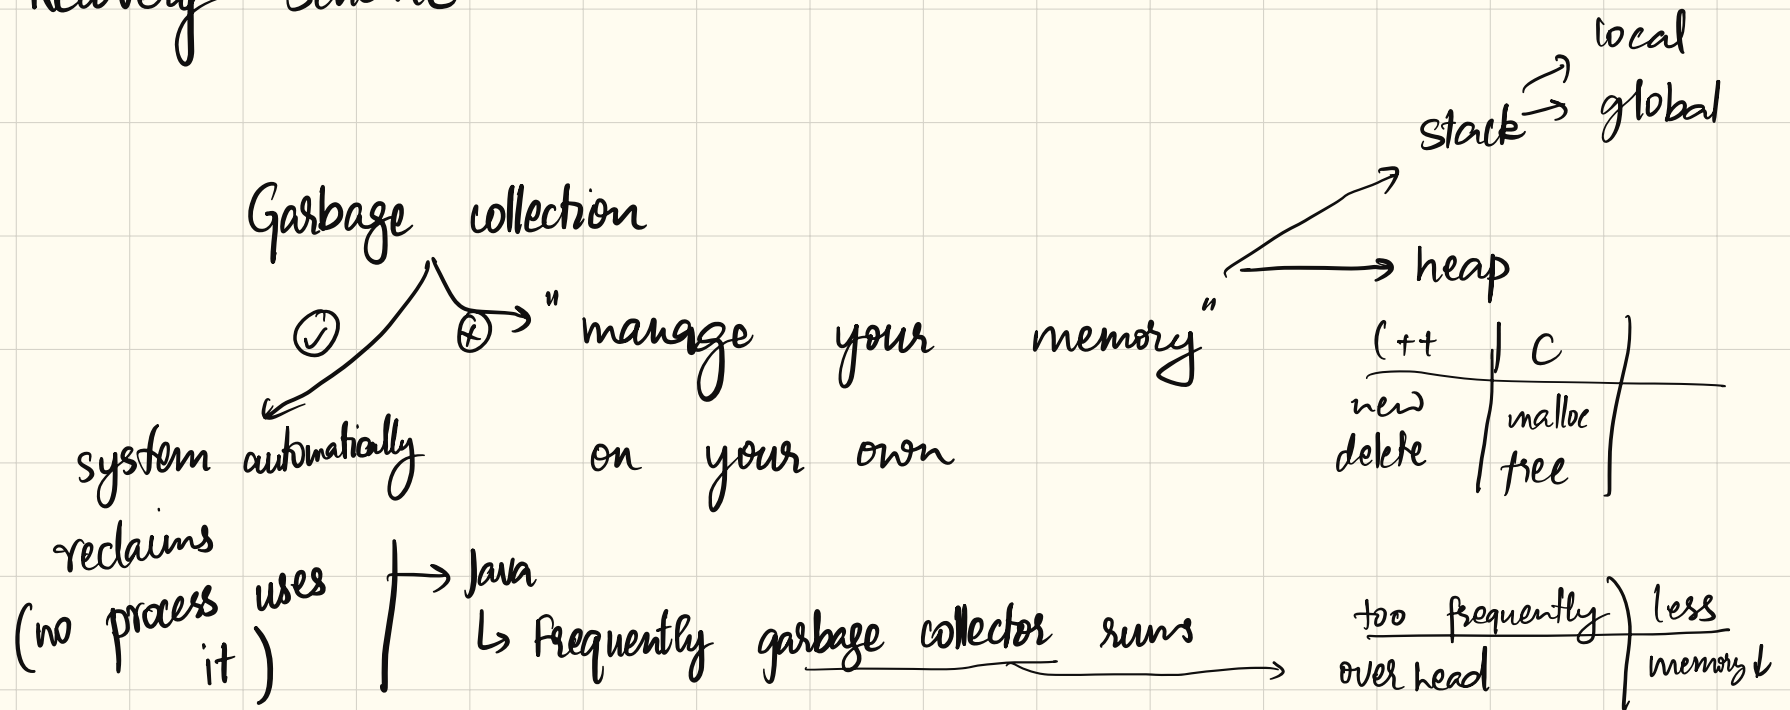 local
stack → global
Garbage collection
heap
" manage your memory"
C++ | C
new | malloc
delete | free
system automatically on your own
reclaims
(no process uses it)
→ Java
↳ Frequently garbage collector runs →
too frequently | less
over head | memory ↓